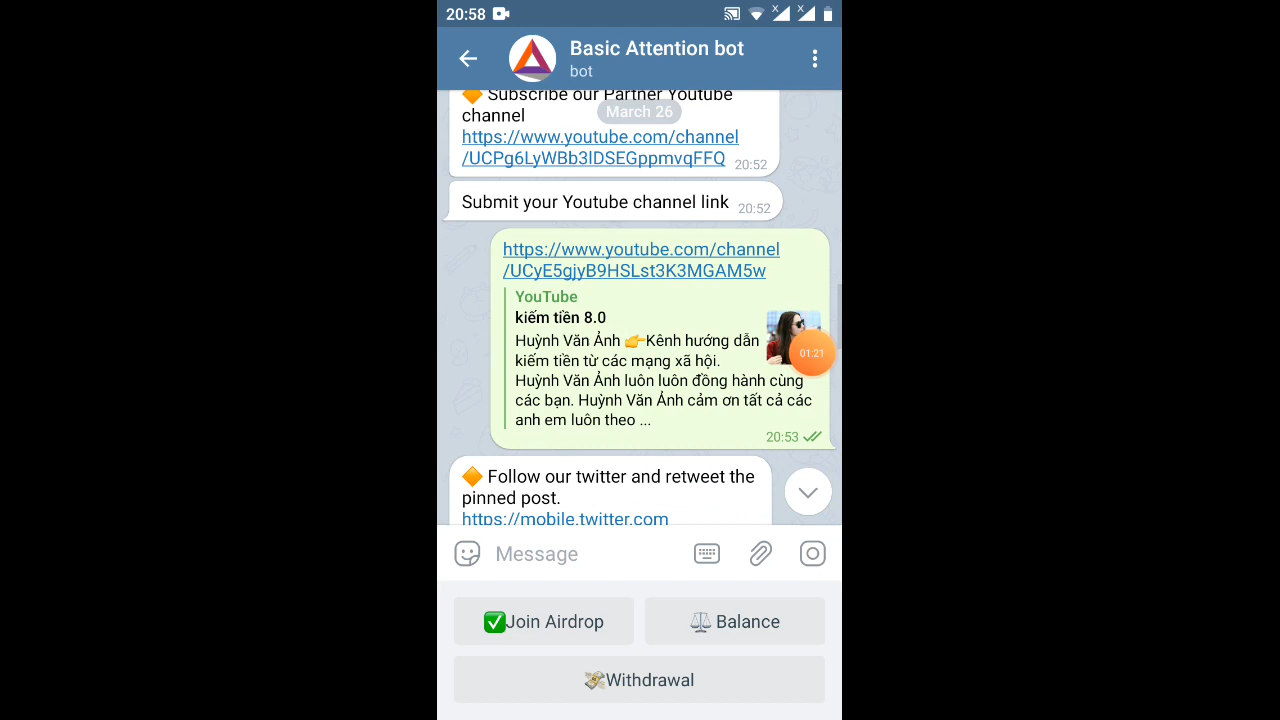 20:58
Basic Attention bot
bot
🔶 Subscribe our Partner Youtube
channel
March 26
https://www.youtube.com/channel
/UCPg6LyWBb3lDSEGppmvqFFQ 20:52
Submit your Youtube channel link 20:52
https://www.youtube.com/channel
/UCyE5gjyB9HSLst3K3MGAM5w
YouTube
kiếm tiền 8.0
Huỳnh Văn Ảnh 👉Kênh hướng dẫn
kiếm tiền từ các mạng xã hội.
01:21
Huỳnh Văn Ảnh luôn luôn đồng hành cùng
các bạn. Huỳnh Văn Ảnh cảm ơn tất cả các
anh em luôn theo ...
20:53
🔶 Follow our twitter and retweet the
pinned post.
https://mobile.twitter.com
Message
✅Join Airdrop
⚖️ Balance
💸Withdrawal